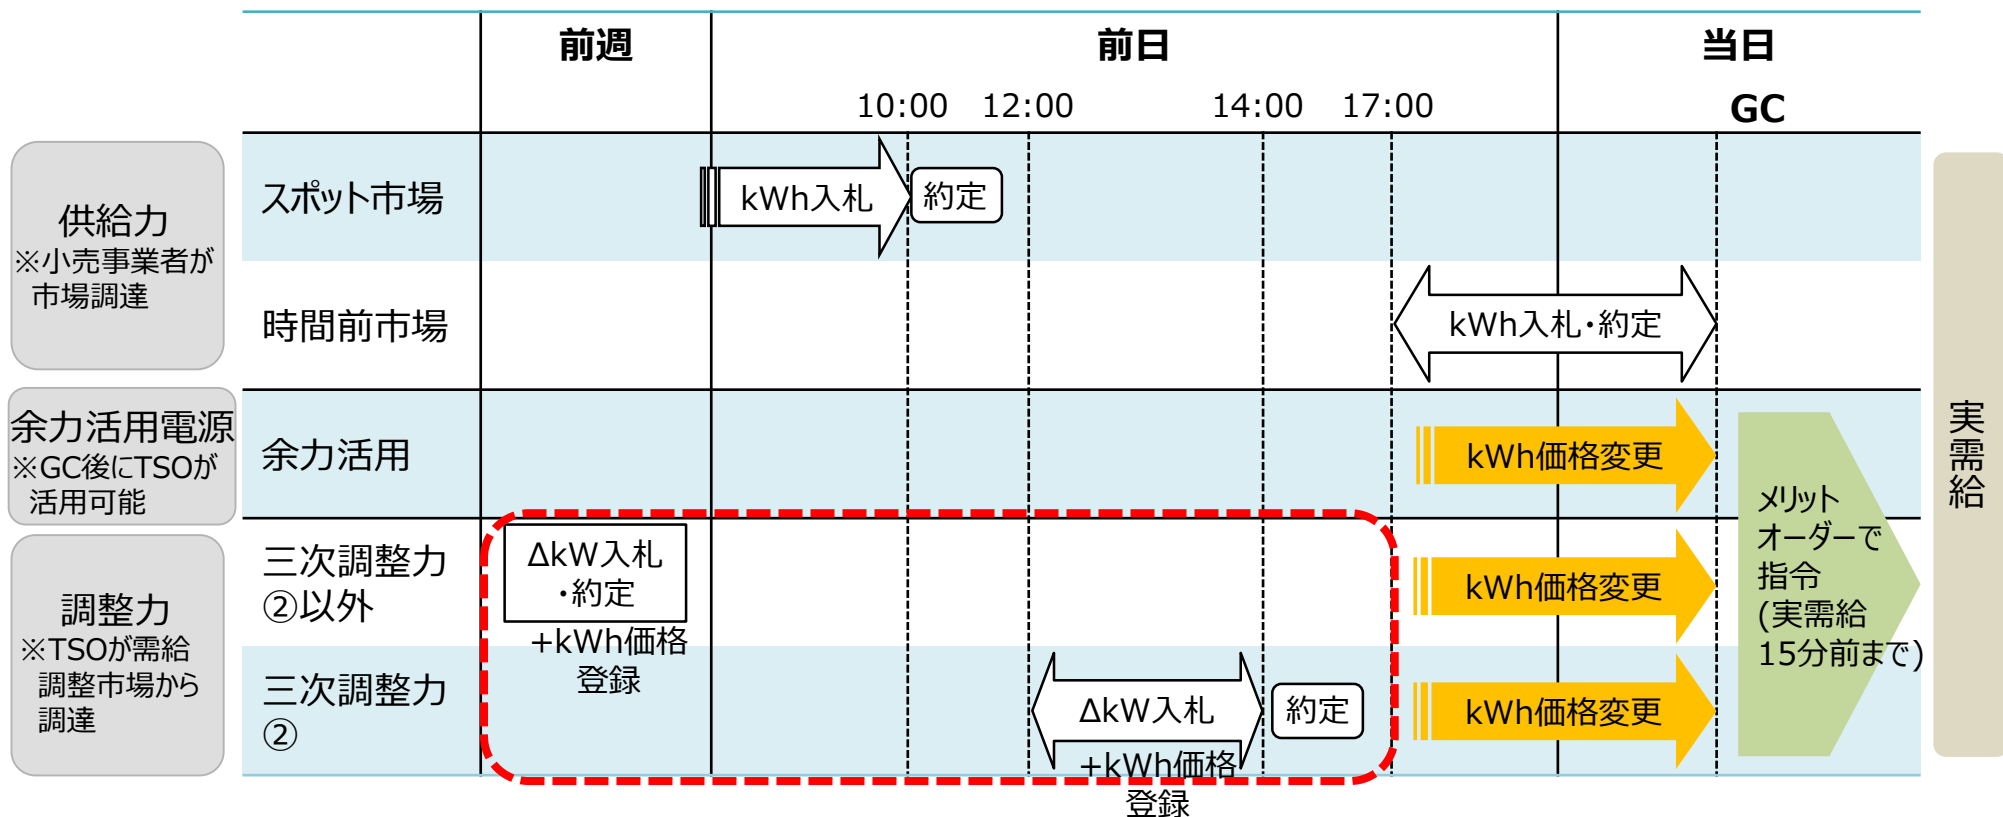 前週
前日
当日
10:00
12:00
14:00
17:00
GC
供給力
※小売事業者が
市場調達
スポット市場
kWh入札
約定
時間前市場
kWh入札・約定
余力活用電源
※GC後にTSOが
活用可能
余力活用
kWh価格変更
調整力
※TSOが需給
調整市場から
調達
三次調整力
②以外
ΔkW入札
・約定
+kWh価格
登録
kWh価格変更
三次調整力
②
ΔkW入札
約定
+kWh価格
登録
kWh価格変更
メリット
オーダーで
指令
(実需給
15分前まで)
実需給